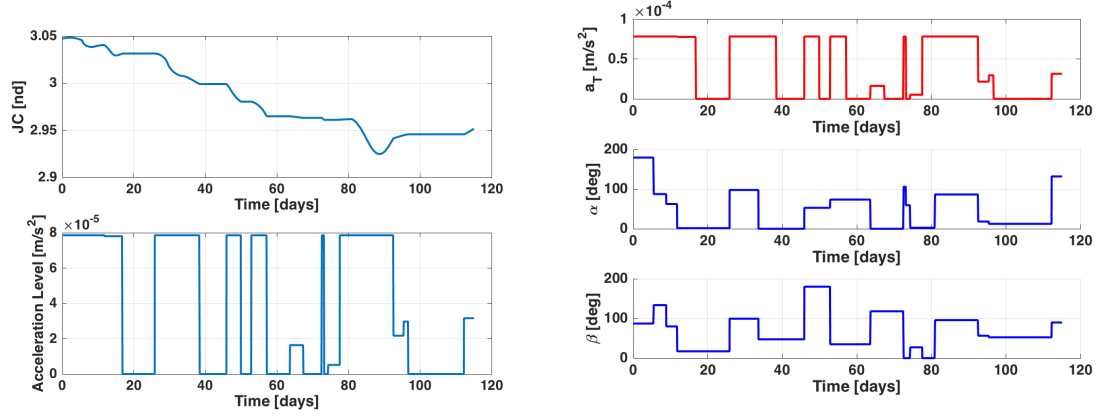 3.05
3
2.95
2.9
JC [nd]
0 20 40 60 80 100 120
Time [days]
×10⁻⁵
8
6
4
2
0
Acceleration Level [m/s²]
0 20 40 60 80 100 120
Time [days]
×10⁻⁴
1
0.5
0
a_T [m/s²]
0 20 40 60 80 100 120
Time [days]
200
100
0
α [deg]
0 20 40 60 80 100 120
Time [days]
200
100
0
β [deg]
0 20 40 60 80 100 120
Time [days]